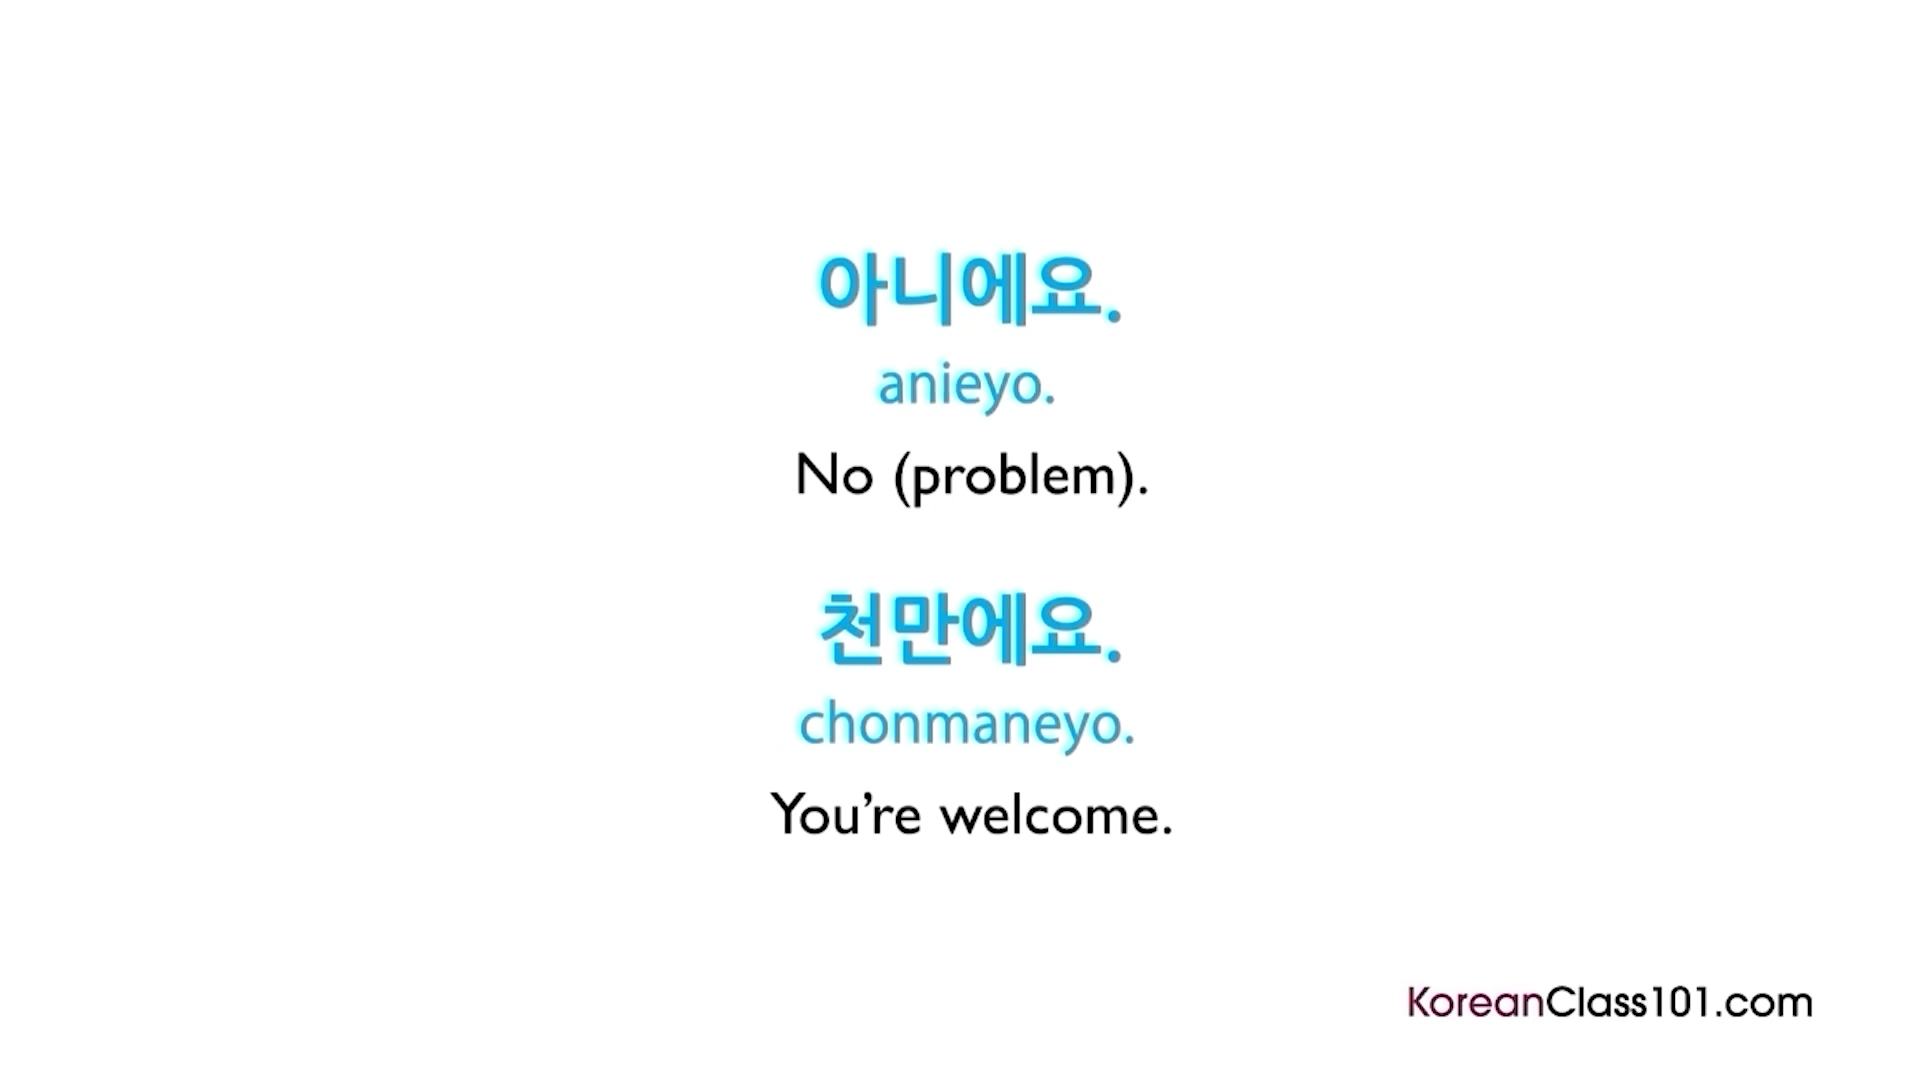 아니에요.
anieyo.
No (problem).
천만에요.
chonmaneyo.
You’re welcome.
KoreanClass101.com